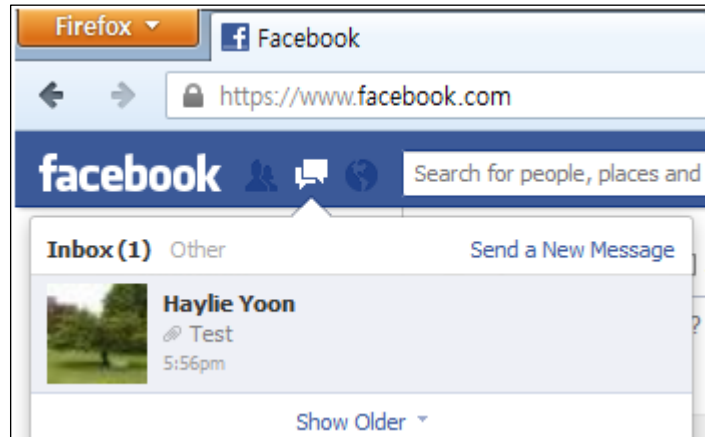 Firefox
Facebook
https://www.facebook.com
facebook
Search for people, places and
Inbox (1) Other Send a New Message
Haylie Yoon
Test
5:56pm
?
Show Older